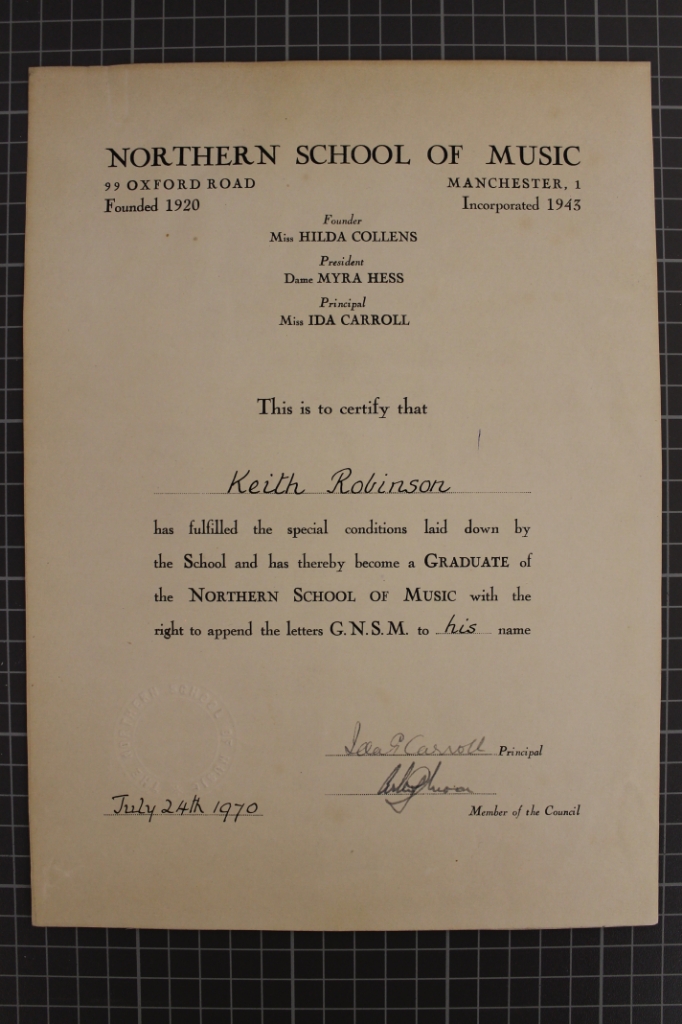 NORTHERN SCHOOL OF MUSIC
99 OXFORD ROAD MANCHESTER, 1
Founded 1920 Incorporated 1943
Founder
Miss HILDA COLLENS
President
Dame MYRA HESS
Principal
Miss IDA CARROLL
This is to certify that
Keith Robinson
has fulfilled the special conditions laid down by
the School and has thereby become a GRADUATE of
the NORTHERN SCHOOL OF MUSIC with the
right to append the letters G.N.S.M. to his name
Ida G Carroll Principal
July 24th 1970
Member of the Council